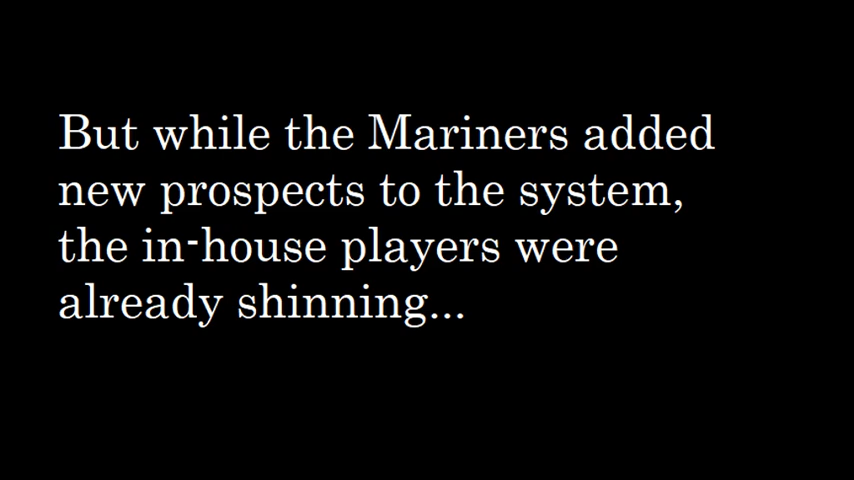 But while the Mariners added
new prospects to the system,
the in-house players were
already shinning...